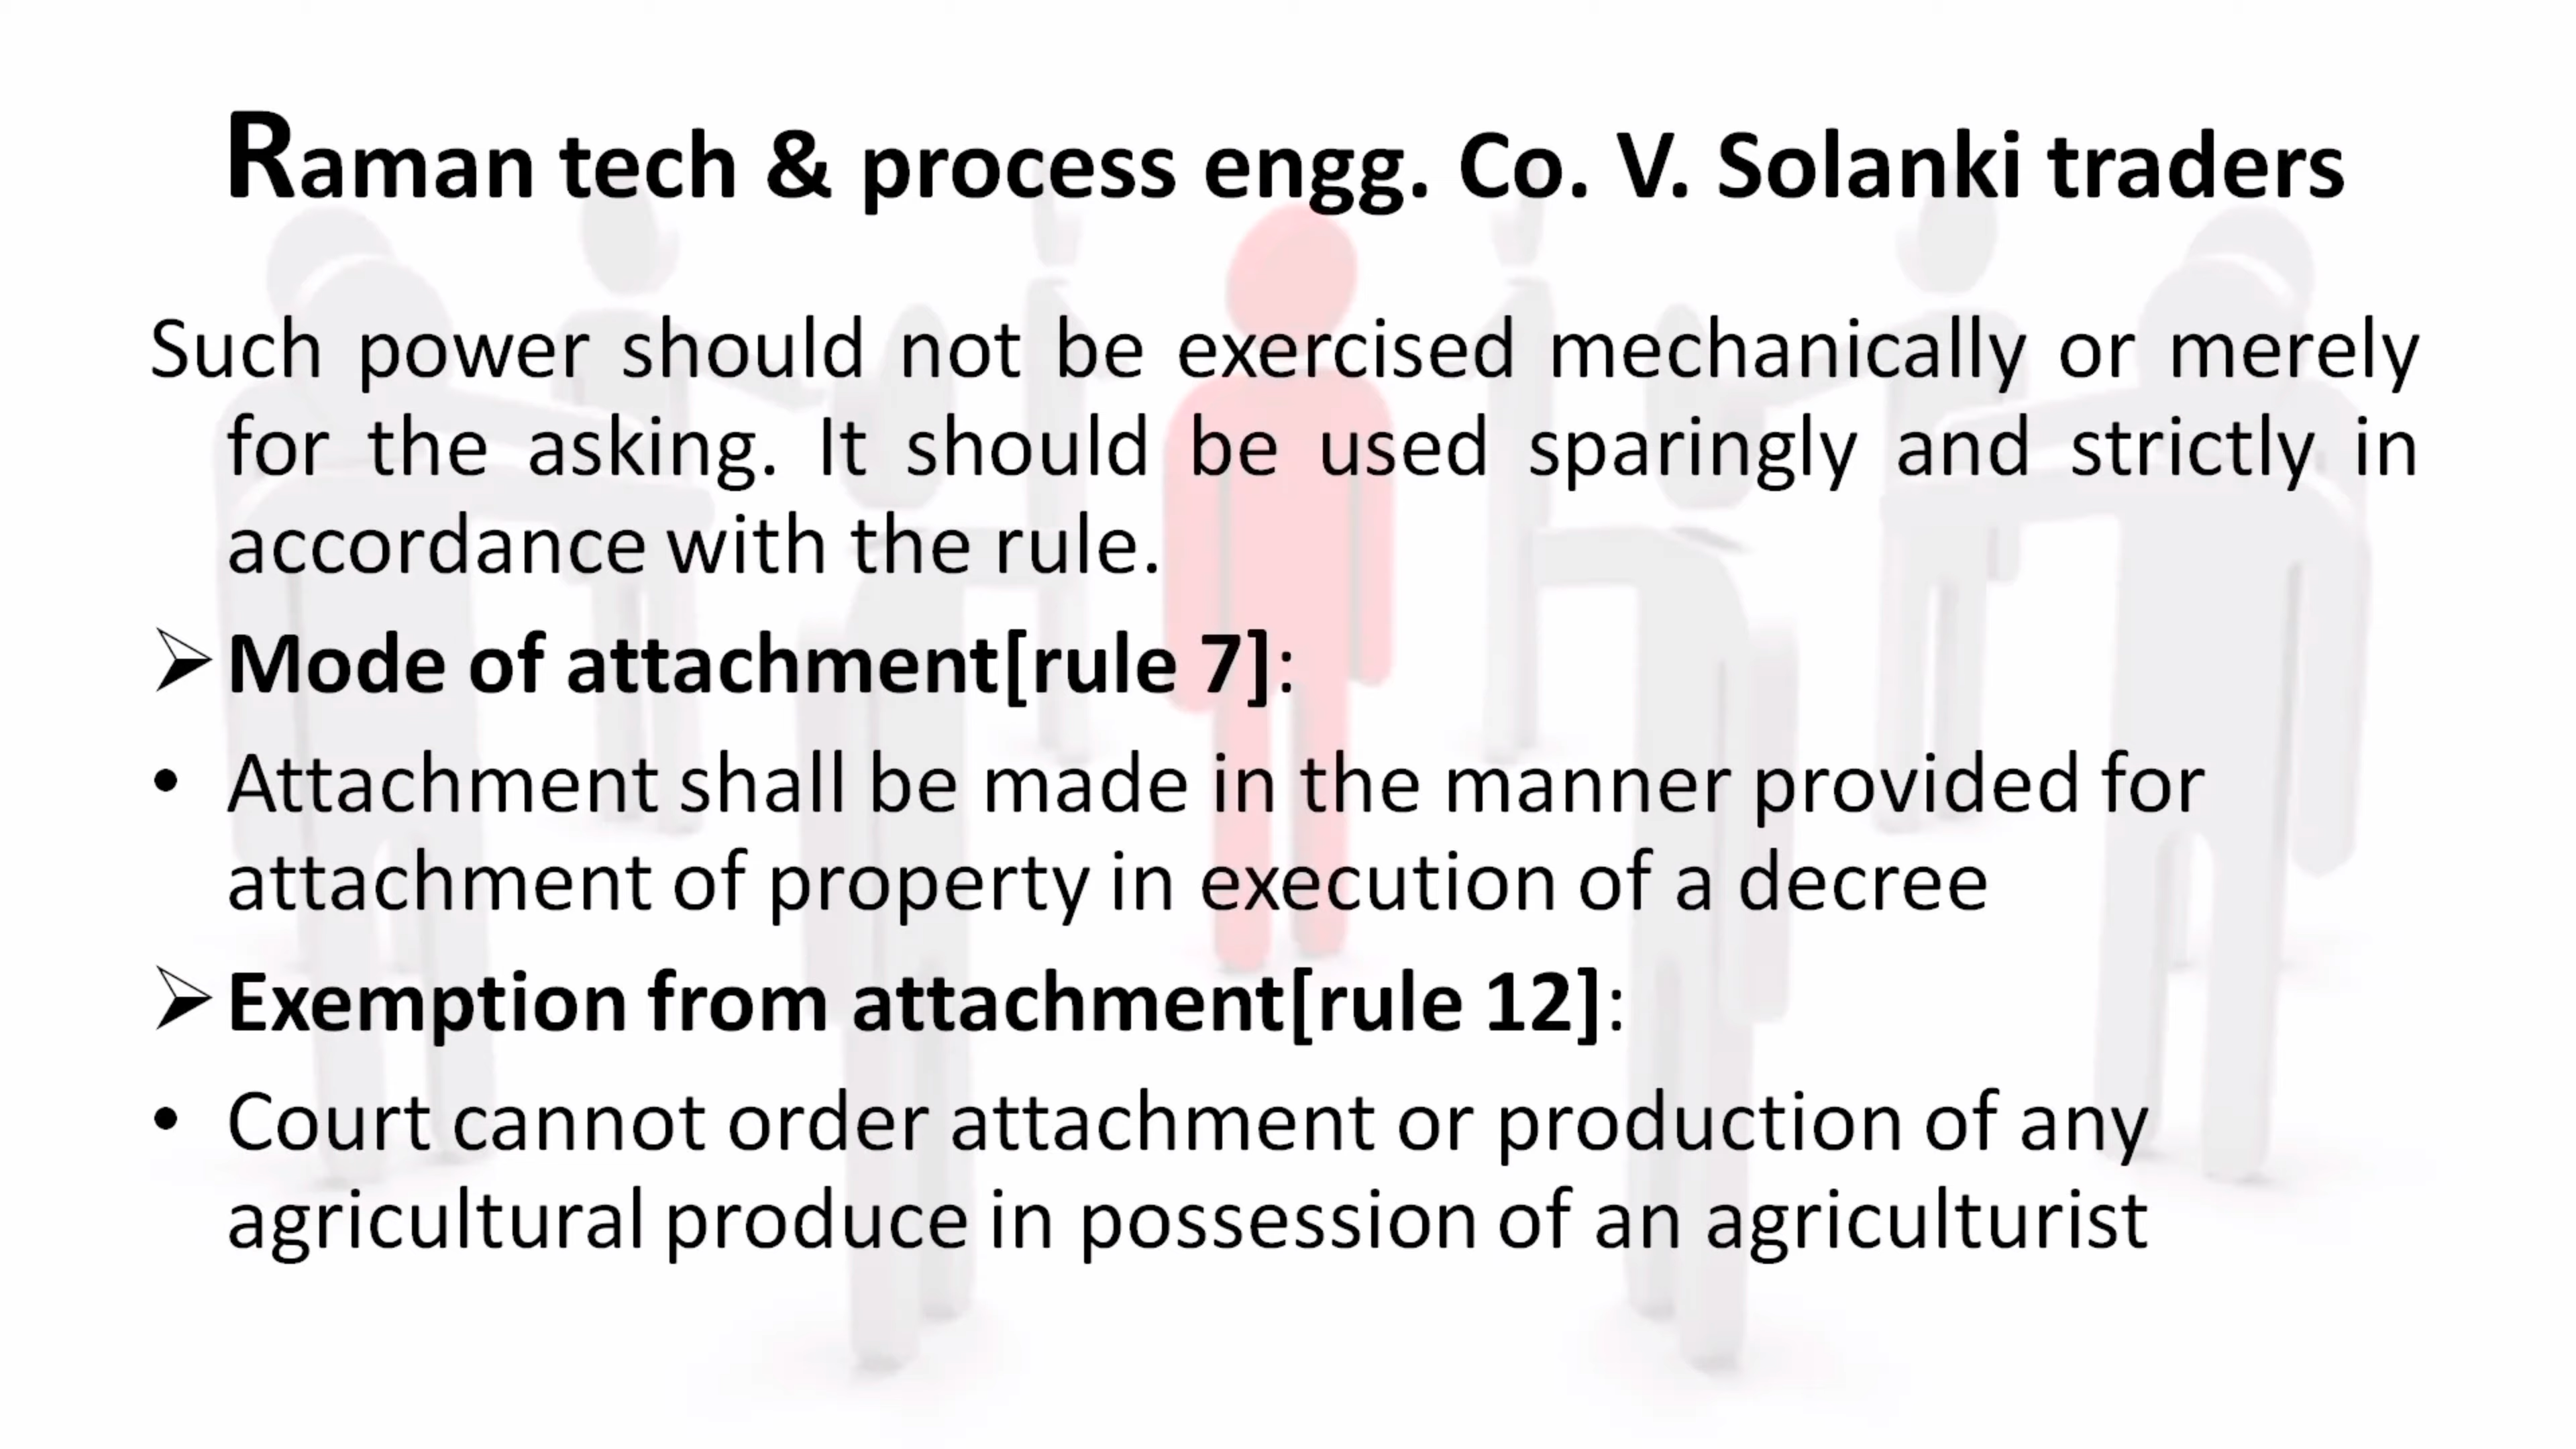 Raman tech & process engg. Co. V. Solanki traders
Such power should not be exercised mechanically or merely
for the asking. It should be used sparingly and strictly in
accordance with the rule.
➢ Mode of attachment[rule 7]:
• Attachment shall be made in the manner provided for
attachment of property in execution of a decree
➢ Exemption from attachment[rule 12]:
• Court cannot order attachment or production of any
agricultural produce in possession of an agriculturist